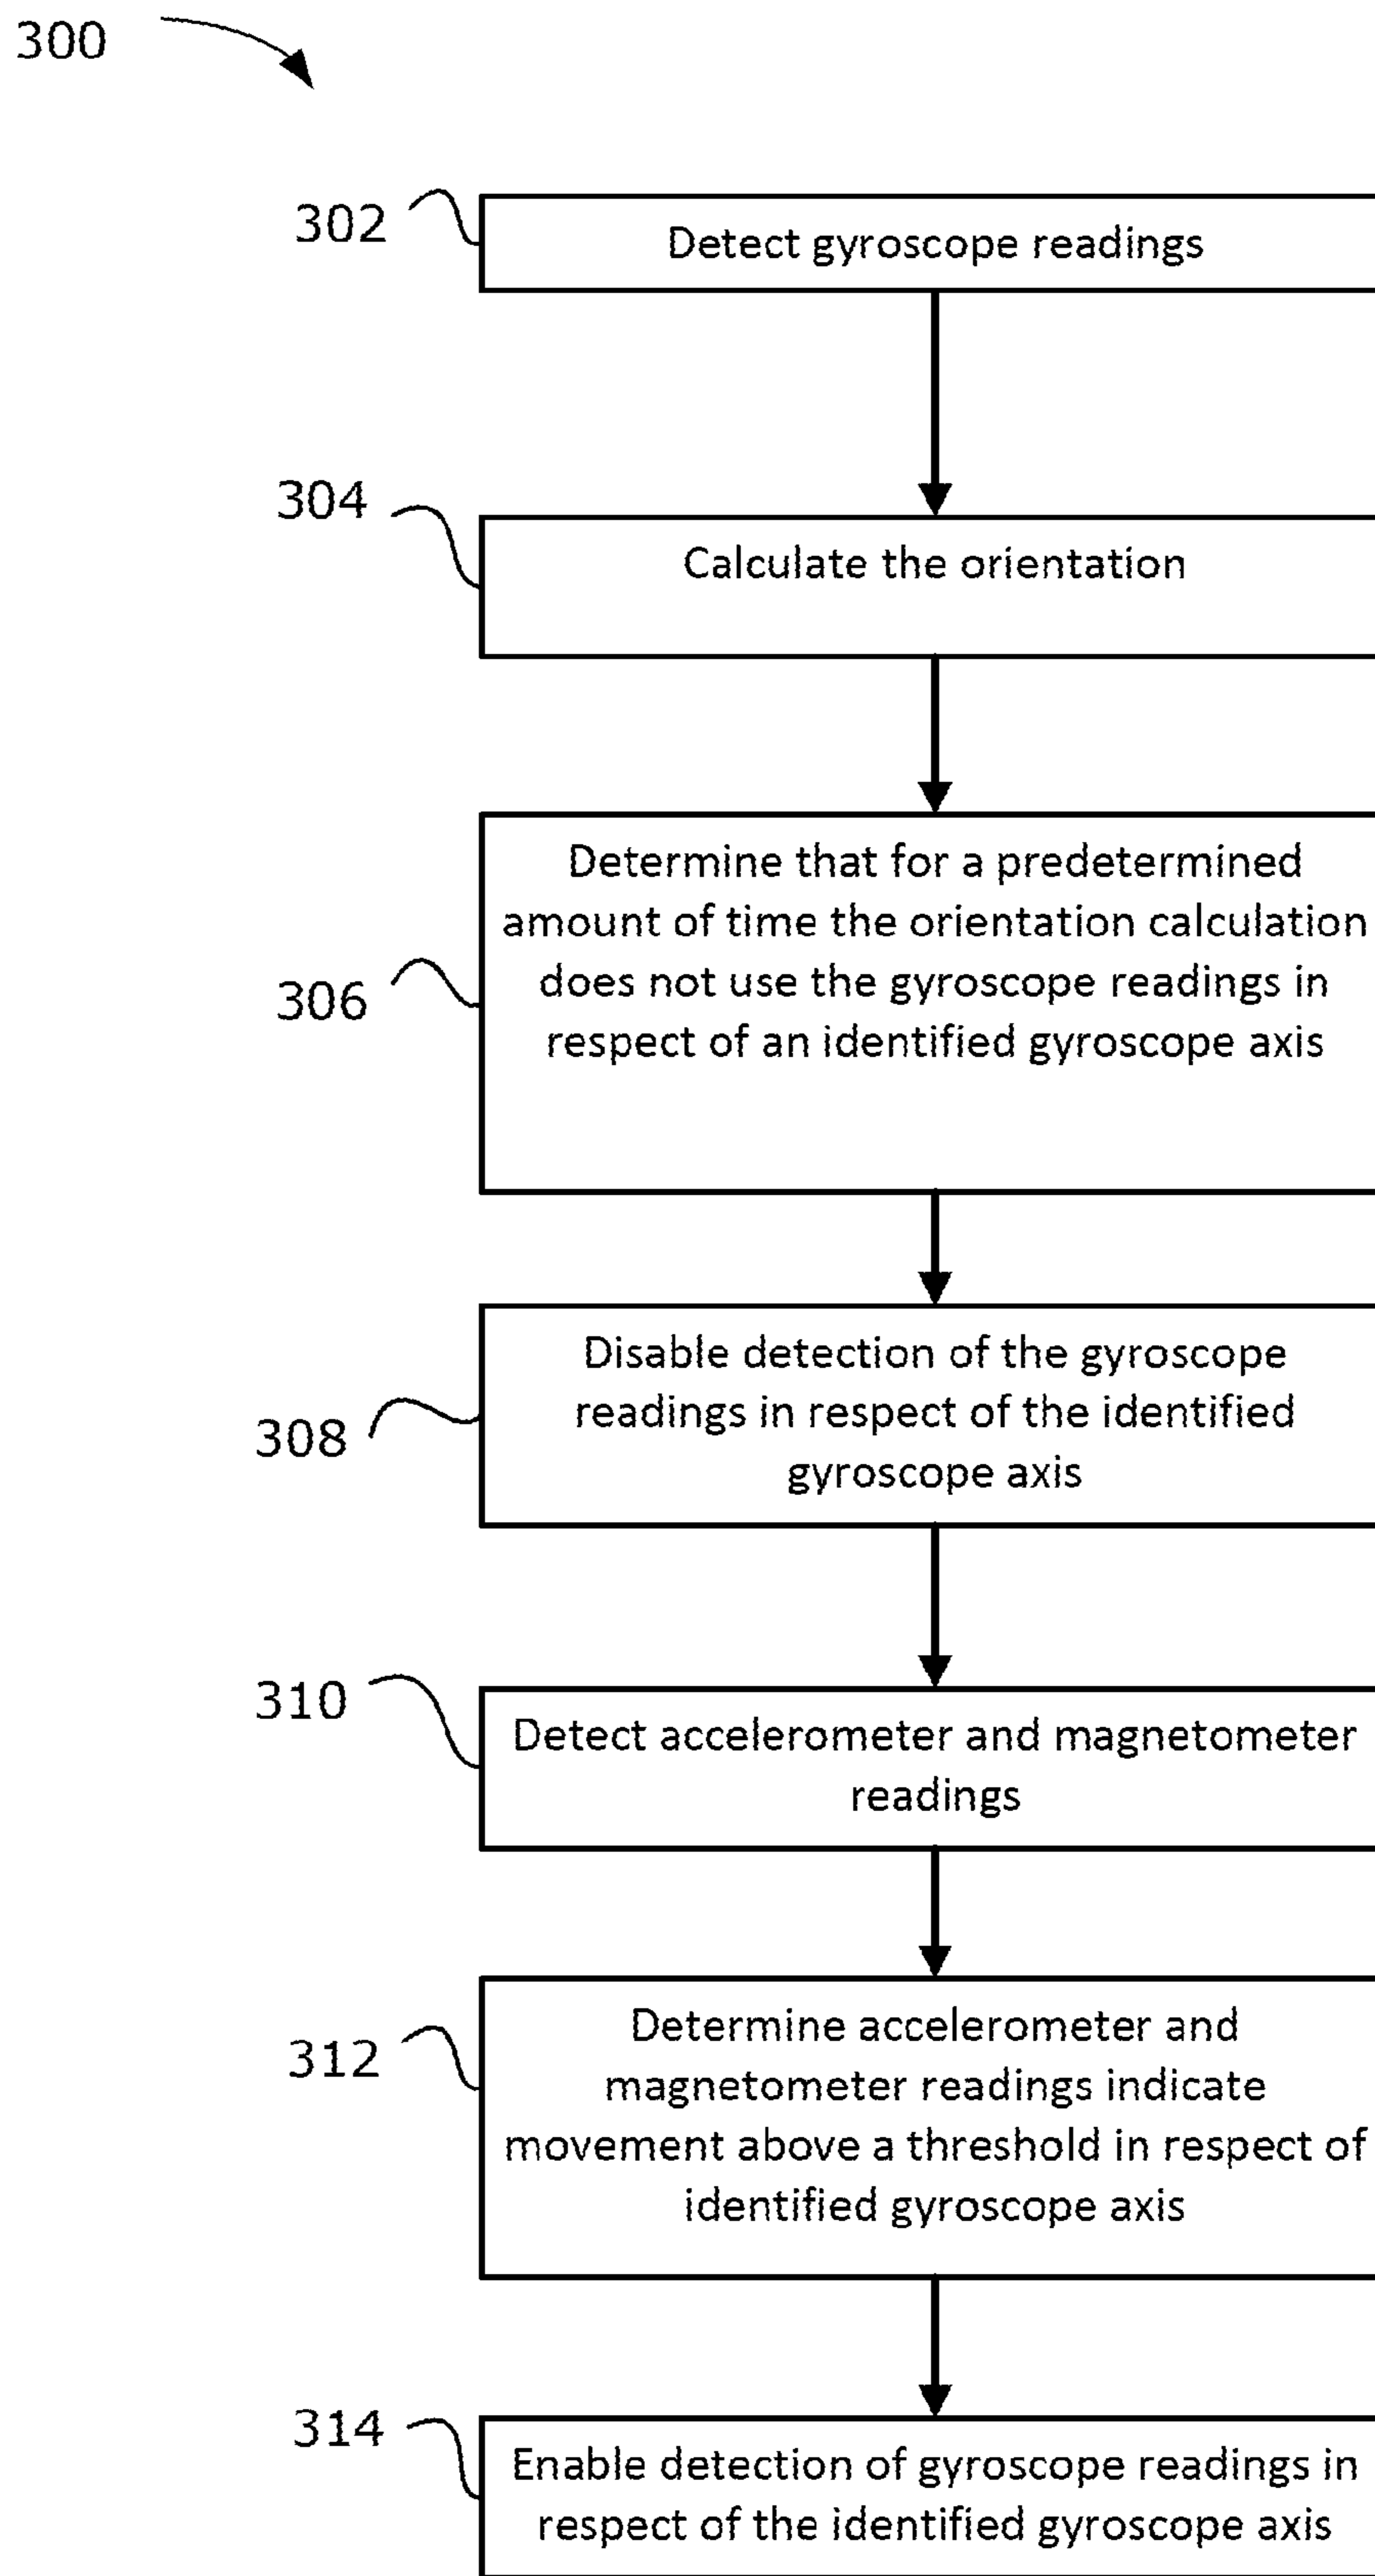 300
302
Detect gyroscope readings
304
Calculate the orientation
306
Determine that for a predetermined
amount of time the orientation calculation
does not use the gyroscope readings in
respect of an identified gyroscope axis
308
Disable detection of the gyroscope
readings in respect of the identified
gyroscope axis
310
Detect accelerometer and magnetometer
readings
312
Determine accelerometer and
magnetometer readings indicate
movement above a threshold in respect of
identified gyroscope axis
314
Enable detection of gyroscope readings in
respect of the identified gyroscope axis